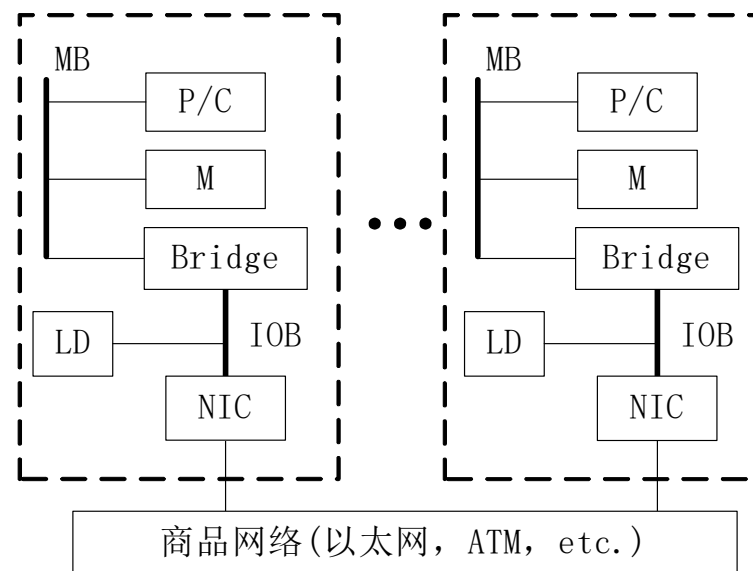 MB
P/C
M
Bridge
LD
IOB
NIC
MB
P/C
M
Bridge
LD
IOB
NIC
商品网络(以太网, ATM, etc.)